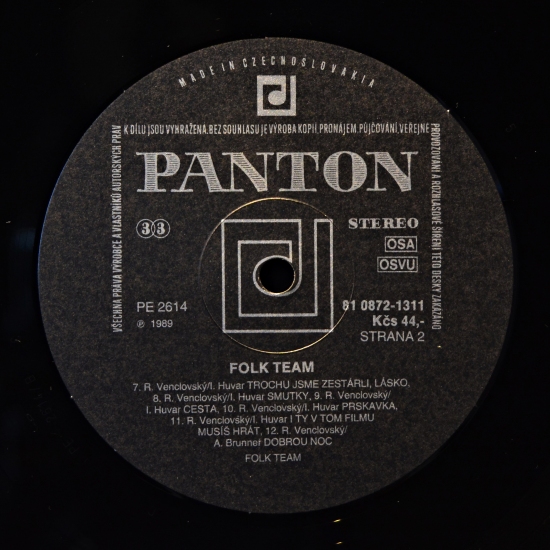 MADE IN CZECHOSLOVAKIA
VŠECHNA PRÁVA VÝROBCE A VLASTNÍKŮ AUTORSKÝCH PRÁV
K DÍLU JSOU VYHRAŽENA. BEZ SOUHLASU JE VÝROBA KOPIÍ, PRONÁJEM, PŮJČOVÁNÍ, VEŘEJNÉ
PROVOZOVÁNÍ A ROZHLASOVÉ ŠÍŘENÍ TÉTO DESKY ZAKÁZÁNO
PANTON
33
STEREO
OSA
OSVU
PE 2614
℗ 1989
81 0872-1311
Kčs 44,-
STRANA 2
FOLK TEAM
7. R. Venclovský/I. Huvar TROCHU JSME ZESTÁRLI, LÁSKO,
8. R. Venclovský/I. Huvar SMUTKY, 9. R. Venclovský/
I. Huvar CESTA, 10. R. Venclovský/I. Huvar PRSKAVKA,
11. R. Venclovský/I. Huvar I TY V TOM FILMU
MUSÍŠ HRÁT, 12. R. Venclovský/
A. Brunner DOBROU NOC
FOLK TEAM